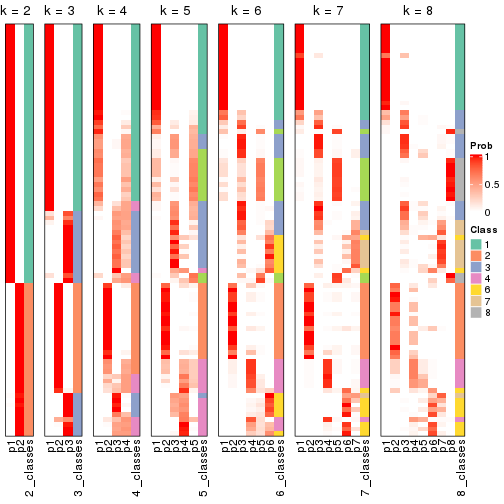 k = 2 k = 3 k = 4 k = 5 k = 6 k = 7 k = 8
Prob
1
0.5
0
Class
1
2
3
4
6
7
8
p1 p2 2_classes
p1 p2 p3 3_classes
p1 p2 p3 p4 4_classes
p1 p2 p3 p4 p5 5_classes
p1 p2 p3 p4 p5 p6 6_classes
p1 p2 p3 p4 p5 p6 p7 7_classes
p1 p2 p3 p4 p5 p6 p7 p8 8_classes